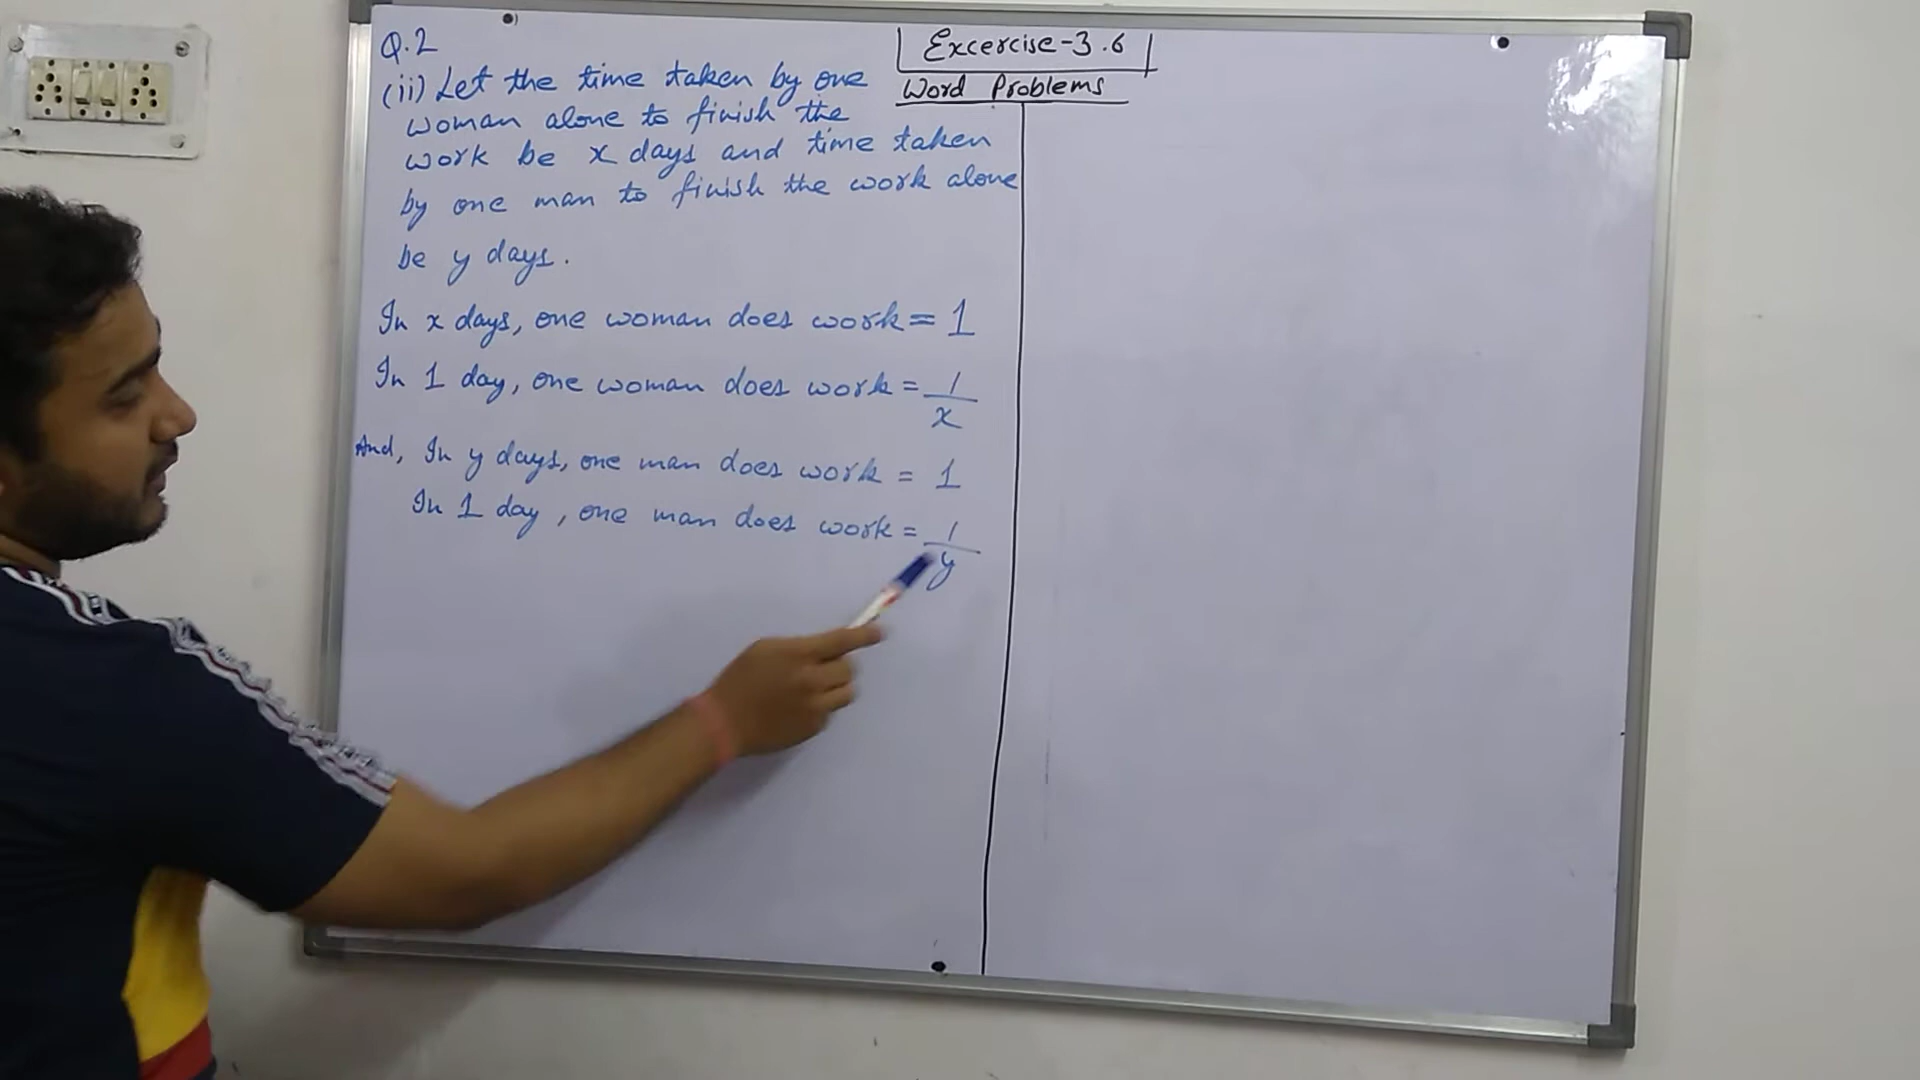 Excercise-3.6
Word Problems
Q.2
(ii) Let the time taken by one
woman alone to finish the
work be x days and time taken
by one man to finish the work alone
be y days.
In x days, one woman does work = 1
In 1 day, one woman does work = 1/x
And, In y days, one man does work = 1
In 1 day, one man does work = 1/y